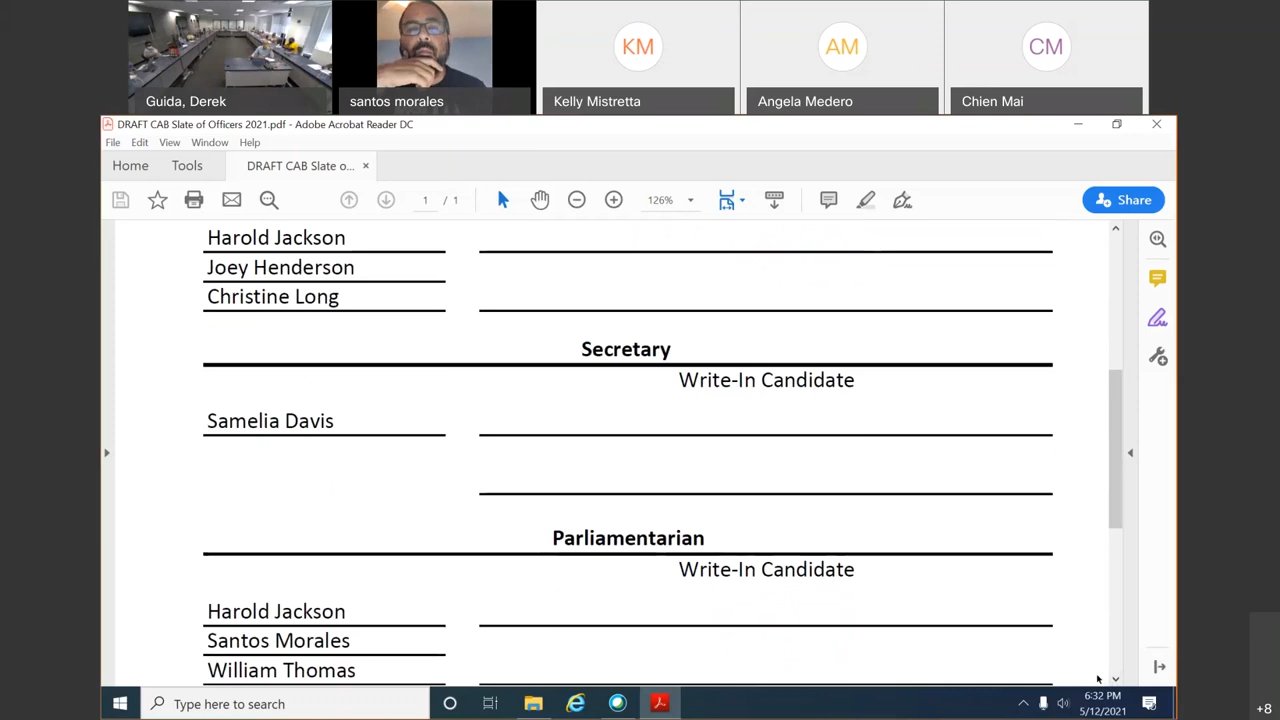 KM
AM
CM
Guida, Derek
santos morales
Kelly Mistretta
Angela Medero
Chien Mai
DRAFT CAB Slate of Officers 2021.pdf - Adobe Acrobat Reader DC
File Edit View Window Help
Home Tools DRAFT CAB Slate o...
1 / 1 126% Share
Harold Jackson
Joey Henderson
Christine Long
Secretary
Write-In Candidate
Samelia Davis
Parliamentarian
Write-In Candidate
Harold Jackson
Santos Morales
William Thomas
Type here to search
6:32 PM
5/12/2021
+8